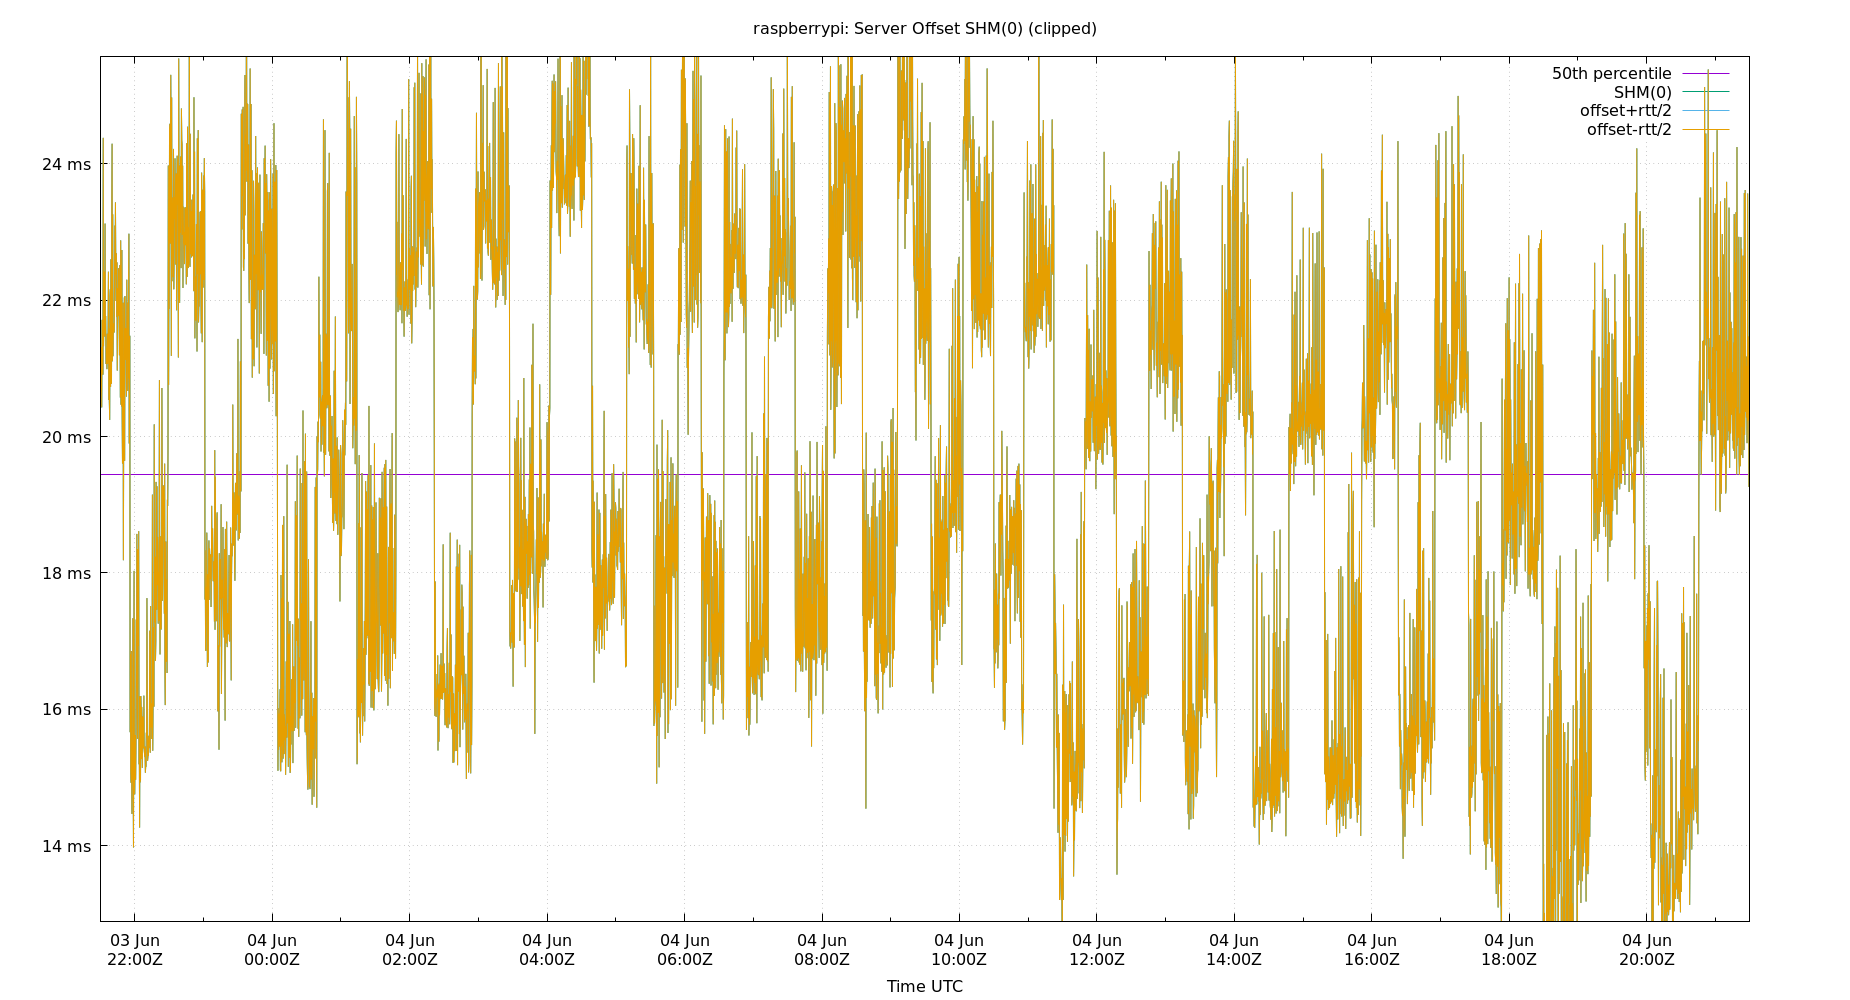 raspberrypi: Server Offset SHM(0) (clipped)
50th percentile
SHM(0)
offset+rtt/2
offset-rtt/2
24 ms
22 ms
20 ms
18 ms
16 ms
14 ms
03 Jun 04 Jun 04 Jun 04 Jun 04 Jun 04 Jun 04 Jun 04 Jun 04 Jun 04 Jun 04 Jun 04 Jun
22:00Z 00:00Z 02:00Z 04:00Z 06:00Z 08:00Z 10:00Z 12:00Z 14:00Z 16:00Z 18:00Z 20:00Z
Time UTC